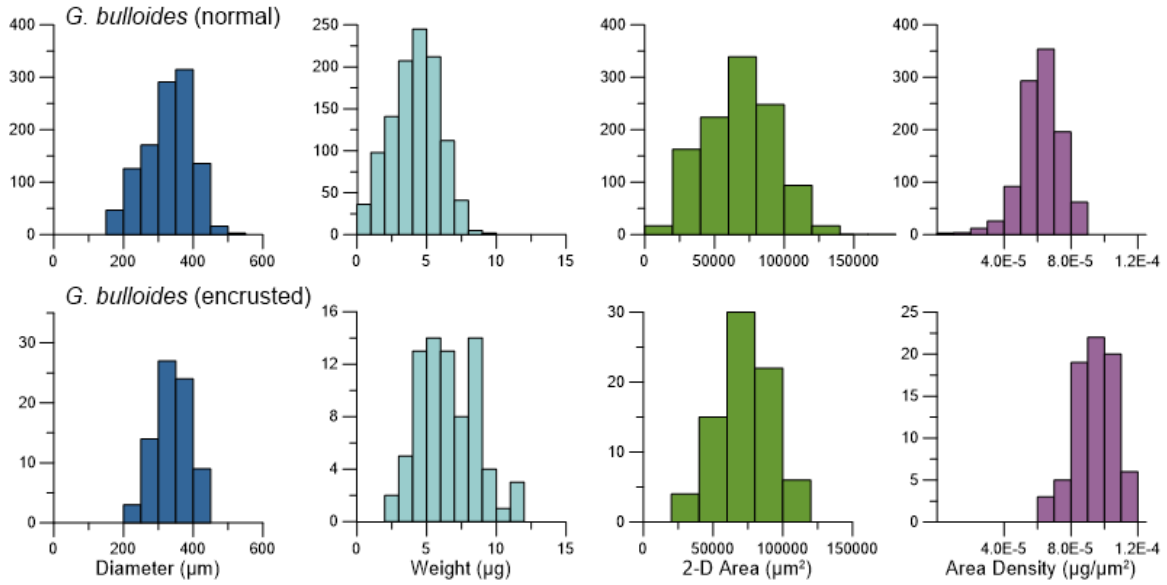 G. bulloides (normal)
400 300 200 100 0
0 200 400 600
250 200 150 100 50 0
0 5 10 15
400 300 200 100 0
0 50000 100000 150000
400 300 200 100 0
4.0E-5 8.0E-5 1.2E-4
G. bulloides (encrusted)
30 20 10 0
0 200 400 600
Diameter (µm)
16 12 8 4 0
0 5 10 15
Weight (µg)
30 20 10 0
0 50000 100000 150000
2-D Area (µm²)
25 20 15 10 5 0
4.0E-5 8.0E-5 1.2E-4
Area Density (µg/µm²)